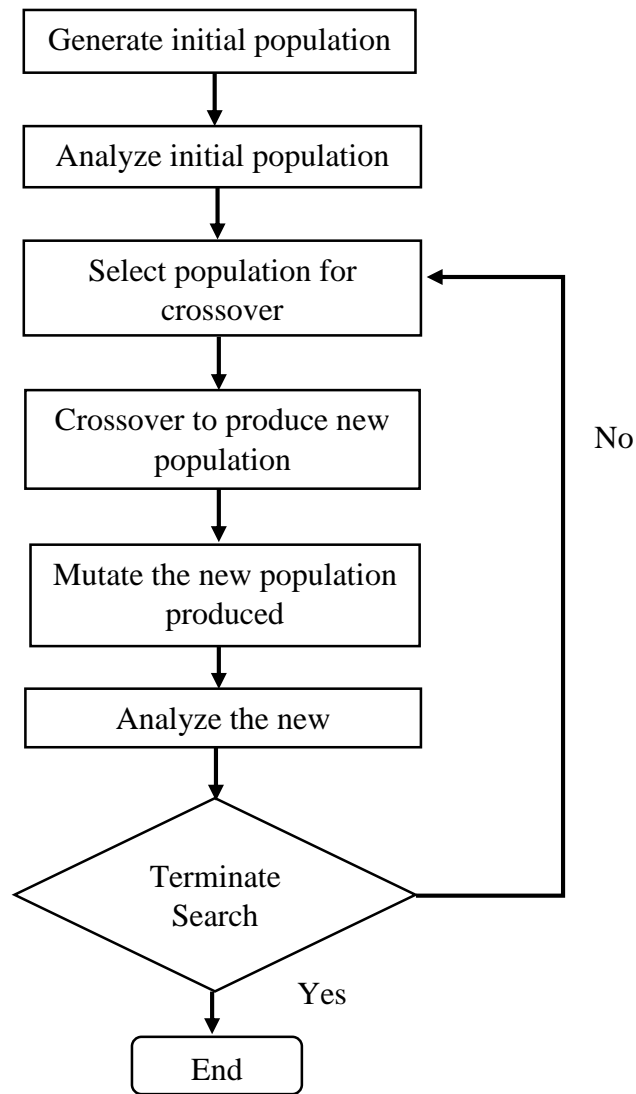 Generate initial population
Analyze initial population
Select population for
crossover
Crossover to produce new
population
No
Mutate the new population
produced
Analyze the new
Terminate
Search
Yes
End